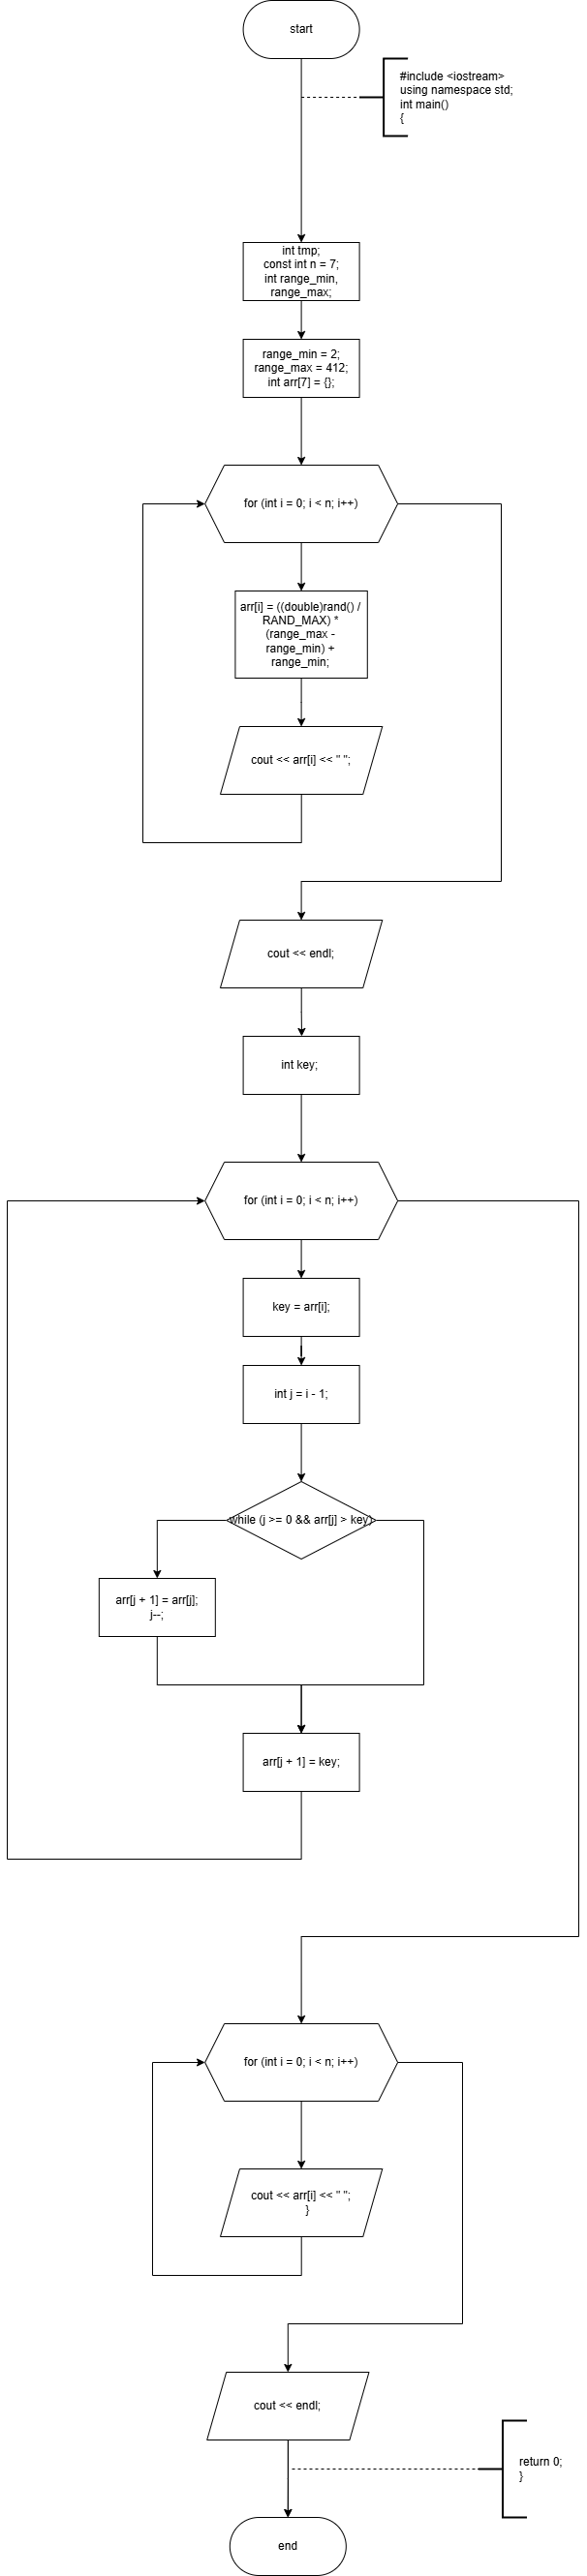 start
#include <iostream>
using namespace std;
int main()
{
int tmp;
const int n = 7;
int range_min,
range_max;
range_min = 2;
range_max = 412;
int arr[7] = {};
for (int i = 0; i < n; i++)
arr[i] = ((double)rand() /
RAND_MAX) *
(range_max -
range_min) +
range_min;
cout << arr[i] << " ";
cout << endl;
int key;
for (int i = 0; i < n; i++)
key = arr[i];
int j = i - 1;
while (j >= 0 && arr[j] > key)
arr[j + 1] = arr[j];
j--;
arr[j + 1] = key;
for (int i = 0; i < n; i++)
cout << arr[i] << " ";
}
cout << endl;
return 0;
}
end